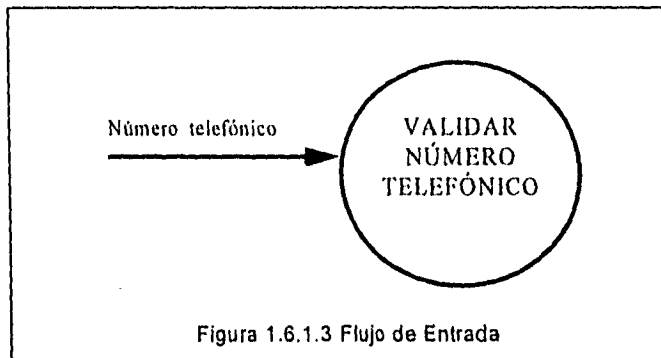 Número telefónico
VALIDAR
NÚMERO
TELEFÓNICO
Figura 1.6.1.3 Flujo de Entrada